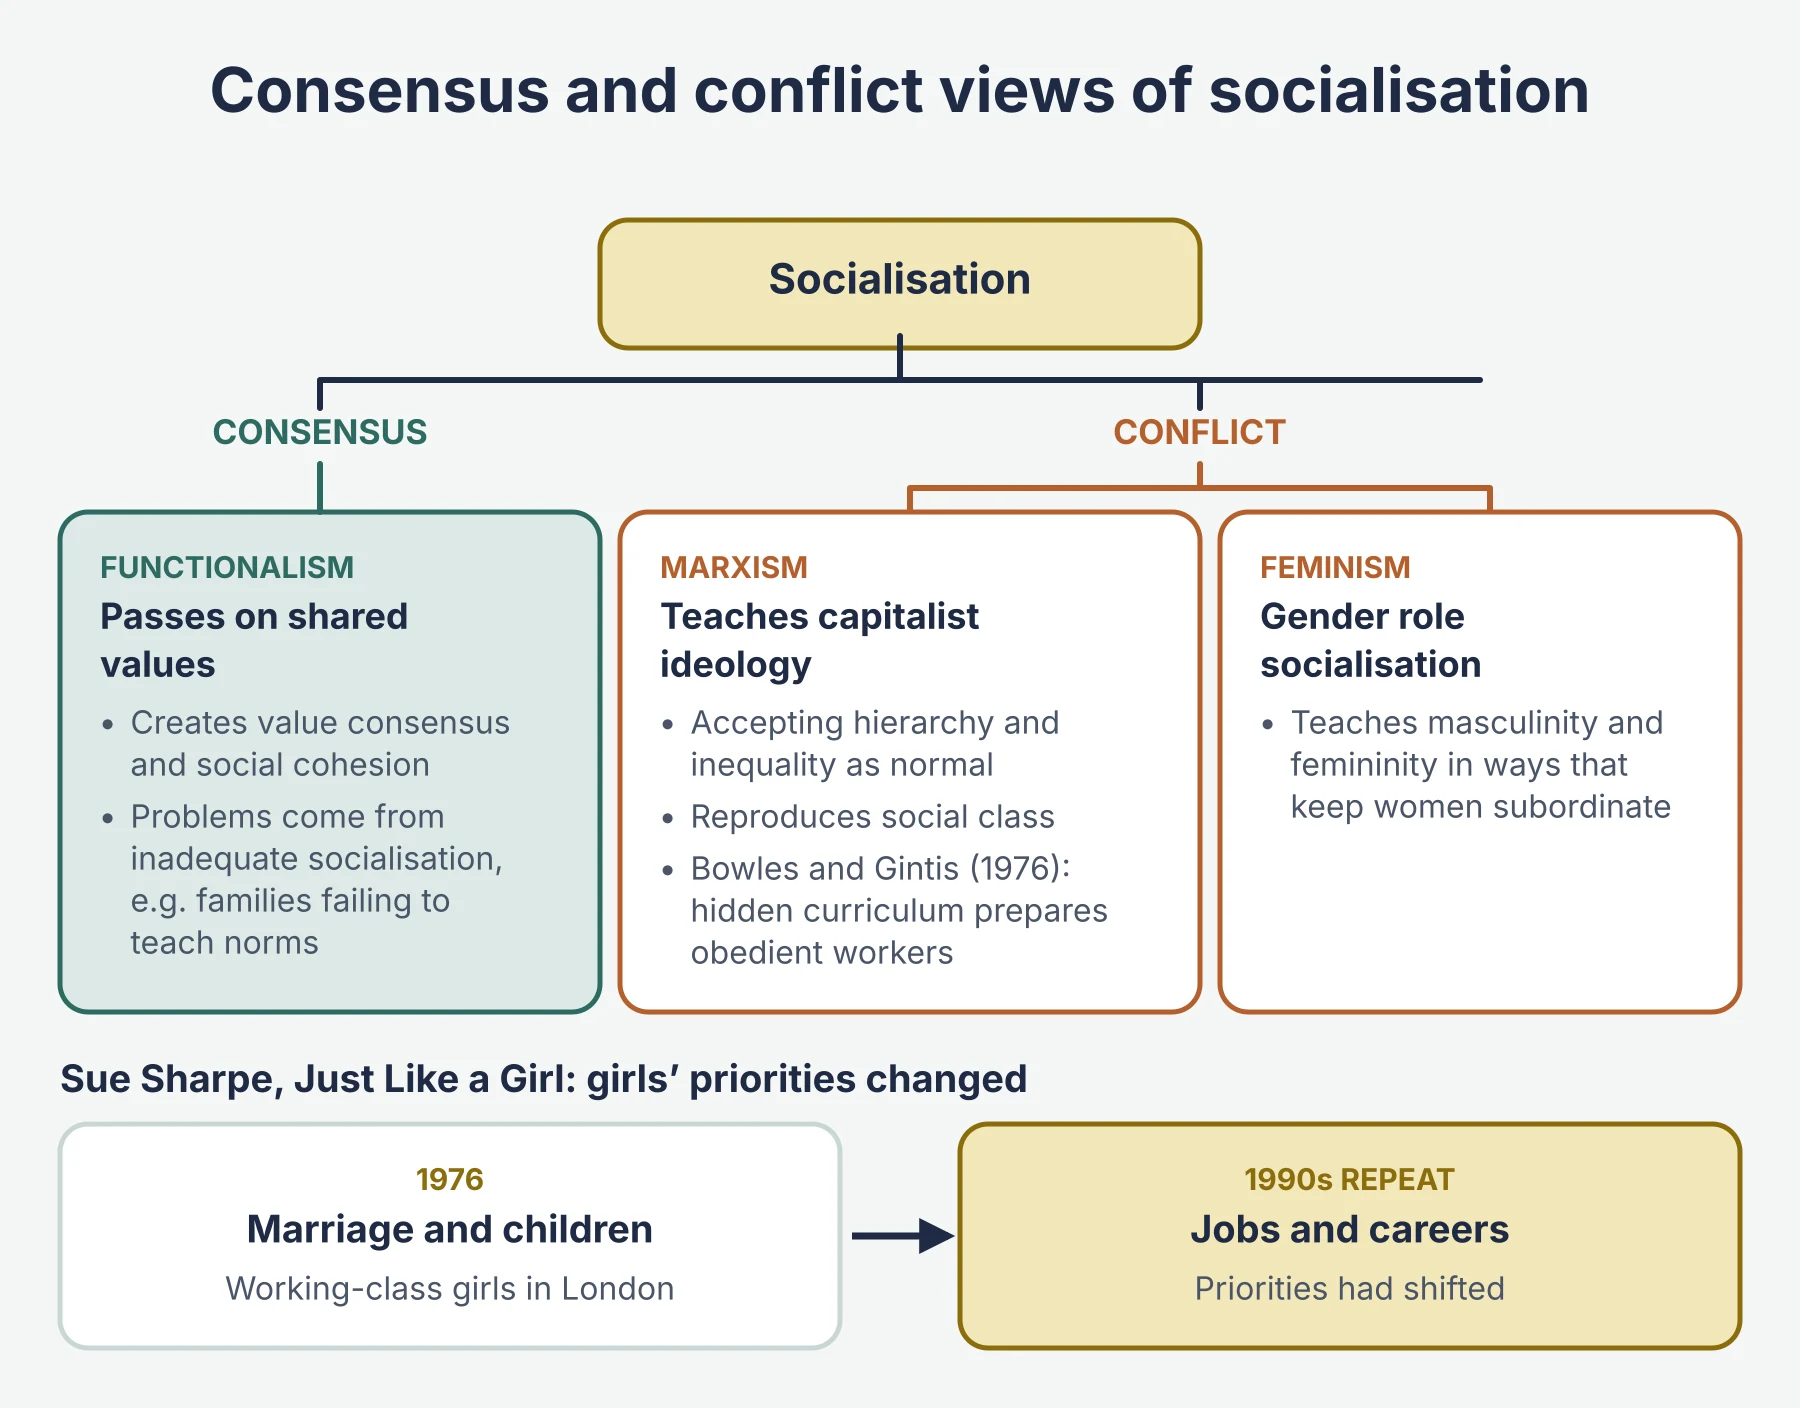 Consensus and conflict views of socialisation
Socialisation
CONSENSUS
CONFLICT
FUNCTIONALISM
Passes on shared
values
• Creates value consensus
and social cohesion
• Problems come from
inadequate socialisation,
e.g. families failing to
teach norms
MARXISM
Teaches capitalist
ideology
• Accepting hierarchy and
inequality as normal
• Reproduces social class
• Bowles and Gintis (1976):
hidden curriculum prepares
obedient workers
FEMINISM
Gender role
socialisation
• Teaches masculinity and
femininity in ways that
keep women subordinate
Sue Sharpe, Just Like a Girl: girls’ priorities changed
1976
Marriage and children
Working-class girls in London
1990s REPEAT
Jobs and careers
Priorities had shifted